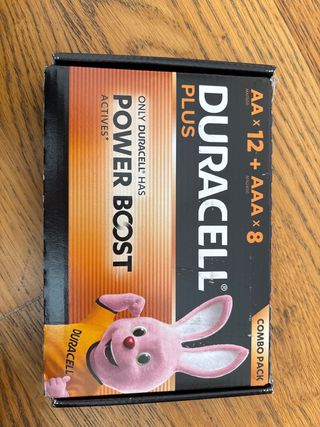 AA x 12 + AAA x 8
COMBO PACK
DURACELL®
PLUS
ONLY DURACELL® HAS
POWER BOOST
ACTIVES*
DURACELL